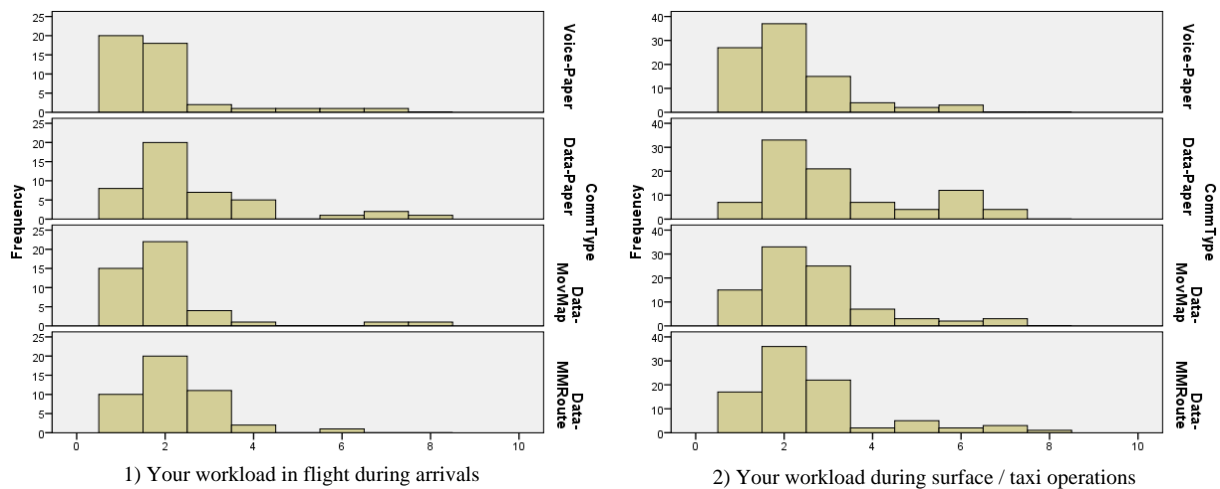 Frequency
25
20
15
10
5
0
Voice-Paper
25
20
15
10
5
0
Data-Paper
25
20
15
10
5
0
Data-
MovMap
25
20
15
10
5
0
Data-
MMRoute
CommType
0 2 4 6 8 10
1) Your workload in flight during arrivals
Frequency
40
30
20
10
0
Voice-Paper
40
30
20
10
0
Data-Paper
40
30
20
10
0
Data-
MovMap
40
30
20
10
0
Data-
MMRoute
CommType
0 2 4 6 8 10
2) Your workload during surface / taxi operations